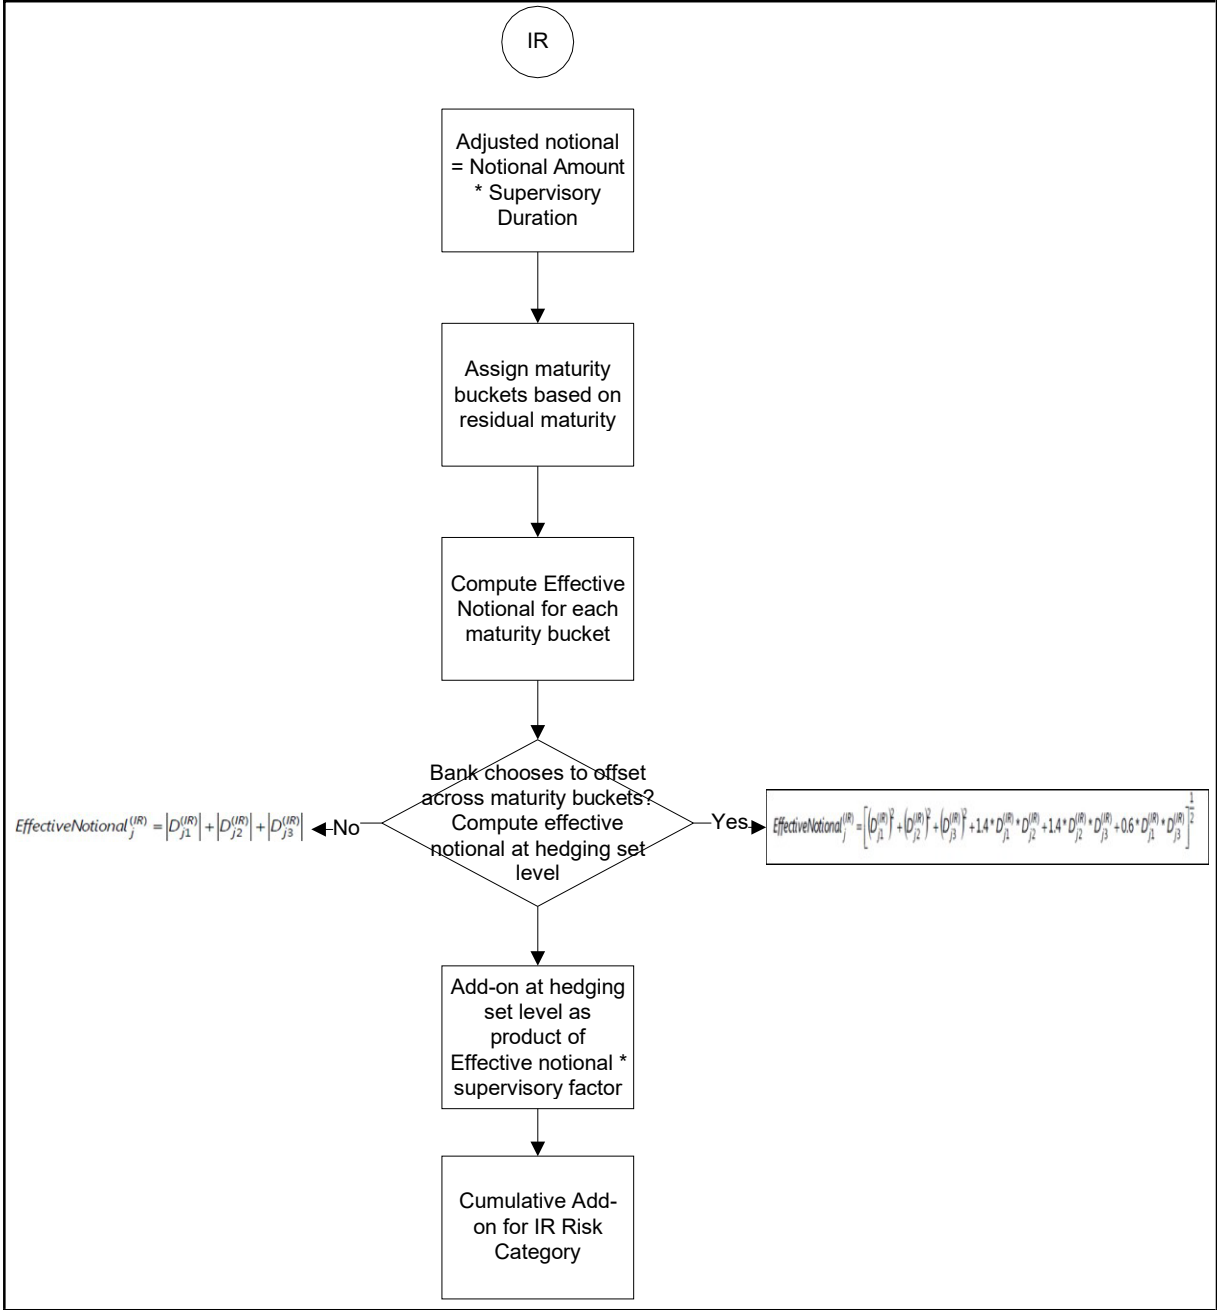 IR
Adjusted notional
= Notional Amount
* Supervisory
Duration
Assign maturity
buckets based on
residual maturity
Compute Effective
Notional for each
maturity bucket
Bank chooses to offset
across maturity buckets?
Compute effective
notional at hedging set
level
No
EffectiveNotional_j^(IR) = |D_j1^(IR)| + |D_j2^(IR)| + |D_j3^(IR)|
Yes
EffectiveNotional_j^(IR) = [(D_j1^(IR))^2 + (D_j2^(IR))^2 + (D_j3^(IR))^2 + 1.4 * D_j1^(IR) * D_j2^(IR) + 1.4 * D_j2^(IR) * D_j3^(IR) + 0.6 * D_j1^(IR) * D_j3^(IR)]^(1/2)
Add-on at hedging
set level as
product of
Effective notional *
supervisory factor
Cumulative Add-
on for IR Risk
Category